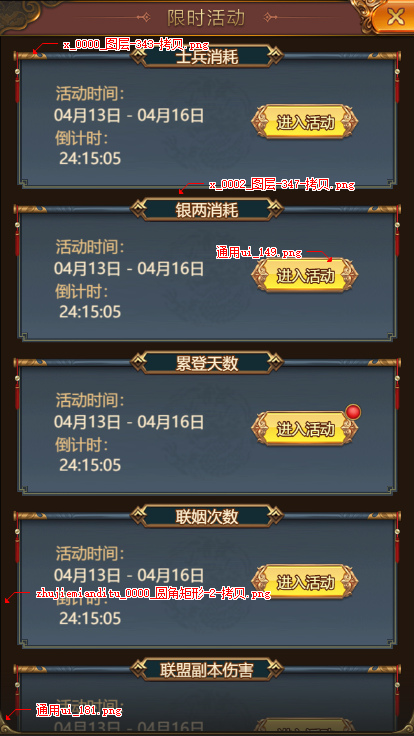 限时活动
x_0000_图层-343-拷贝.png
士兵消耗
活动时间:
04月13日 - 04月16日
进入活动
倒计时:
24:15:05
x_0002_图层-347-拷贝.png
银两消耗
活动时间:
通用ui_149.png
04月13日 - 04月16日
进入活动
倒计时:
24:15:05
累登天数
活动时间:
04月13日 - 04月16日
进入活动
倒计时:
24:15:05
联姻次数
活动时间:
04月13日 - 04月16日
进入活动
zhujiemianditu_0000_圆角矩形-2-拷贝.png
倒计时:
24:15:05
联盟副本伤害
活动时间:
通用ui_181.png